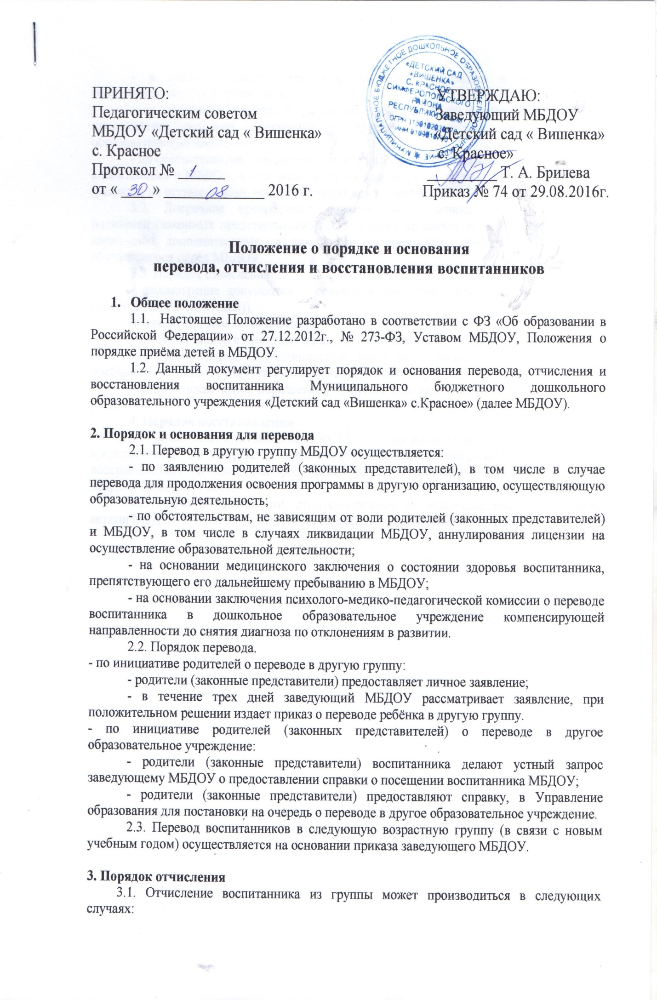 ПРИНЯТО:
Педагогическим советом
МБДОУ «Детский сад « Вишенка»
с. Красное
Протокол № 1
от « 30 » 08 2016 г.
УТВЕРЖДАЮ:
Заведующий МБДОУ
«Детский сад « Вишенка»
с. Красное»
Т. А. Брилева
Приказ № 74 от 29.08.2016г.
МУНИЦИПАЛЬНОЕ БЮДЖЕТНОЕ ДОШКОЛЬНОЕ ОБРАЗОВАТЕЛЬНОЕ УЧРЕЖДЕНИЕ
«ДЕТСКИЙ САД
«ВИШЕНКА»
С. КРАСНОЕ»
СИМФЕРОПОЛЬСКОГО
РАЙОНА
РЕСПУБЛИКИ КРЫМ
ОГРН
ИНН
Положение о порядке и основания
перевода, отчисления и восстановления воспитанников
1. Общее положение
1.1. Настоящее Положение разработано в соответствии с ФЗ «Об образовании в
Российской Федерации» от 27.12.2012г., № 273-ФЗ, Уставом МБДОУ, Положения о
порядке приёма детей в МБДОУ.
1.2. Данный документ регулирует порядок и основания перевода, отчисления и
восстановления воспитанника Муниципального бюджетного дошкольного
образовательного учреждения «Детский сад «Вишенка» с.Красное» (далее МБДОУ).
2. Порядок и основания для перевода
2.1. Перевод в другую группу МБДОУ осуществляется:
- по заявлению родителей (законных представителей), в том числе в случае
перевода для продолжения освоения программы в другую организацию, осуществляющую
образовательную деятельность;
- по обстоятельствам, не зависящим от воли родителей (законных представителей)
и МБДОУ, в том числе в случаях ликвидации МБДОУ, аннулирования лицензии на
осуществление образовательной деятельности;
- на основании медицинского заключения о состоянии здоровья воспитанника,
препятствующего его дальнейшему пребыванию в МБДОУ;
- на основании заключения психолого-медико-педагогической комиссии о переводе
воспитанника в дошкольное образовательное учреждение компенсирующей
направленности до снятия диагноза по отклонениям в развитии.
2.2. Порядок перевода.
- по инициативе родителей о переводе в другую группу:
- родители (законные представители) предоставляет личное заявление;
- в течение трех дней заведующий МБДОУ рассматривает заявление, при
положительном решении издает приказ о переводе ребёнка в другую группу.
- по инициативе родителей (законных представителей) о переводе в другое
образовательное учреждение:
- родители (законные представители) воспитанника делают устный запрос
заведующему МБДОУ о предоставлении справки о посещении воспитанника МБДОУ;
- родители (законные представители) предоставляют справку, в Управление
образования для постановки на очередь о переводе в другое образовательное учреждение.
2.3. Перевод воспитанников в следующую возрастную группу (в связи с новым
учебным годом) осуществляется на основании приказа заведующего МБДОУ.
3. Порядок отчисления
3.1. Отчисление воспитанника из группы может производиться в следующих
случаях: